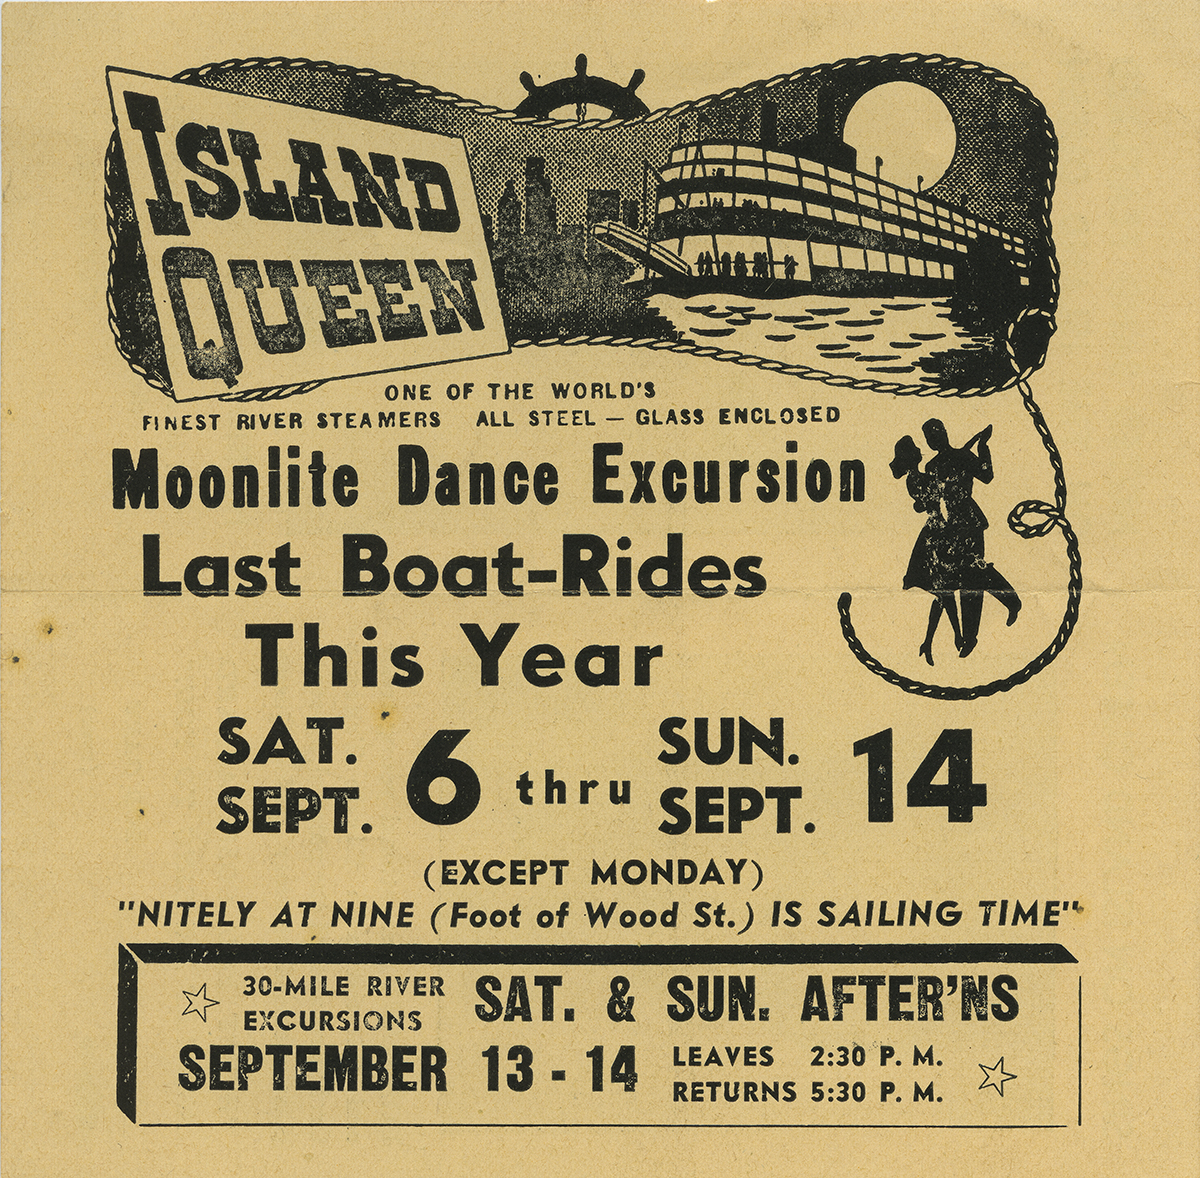 ISLAND
QUEEN
ONE OF THE WORLD'S
FINEST RIVER STEAMERS ALL STEEL — GLASS ENCLOSED
Moonlite Dance Excursion
Last Boat-Rides
This Year
SAT. SEPT. 6 thru SUN. SEPT. 14
(EXCEPT MONDAY)
"NITELY AT NINE (Foot of Wood St.) IS SAILING TIME"
30-MILE RIVER EXCURSIONS SAT. & SUN. AFTER'NS
SEPTEMBER 13 - 14 LEAVES 2:30 P. M.
RETURNS 5:30 P. M.